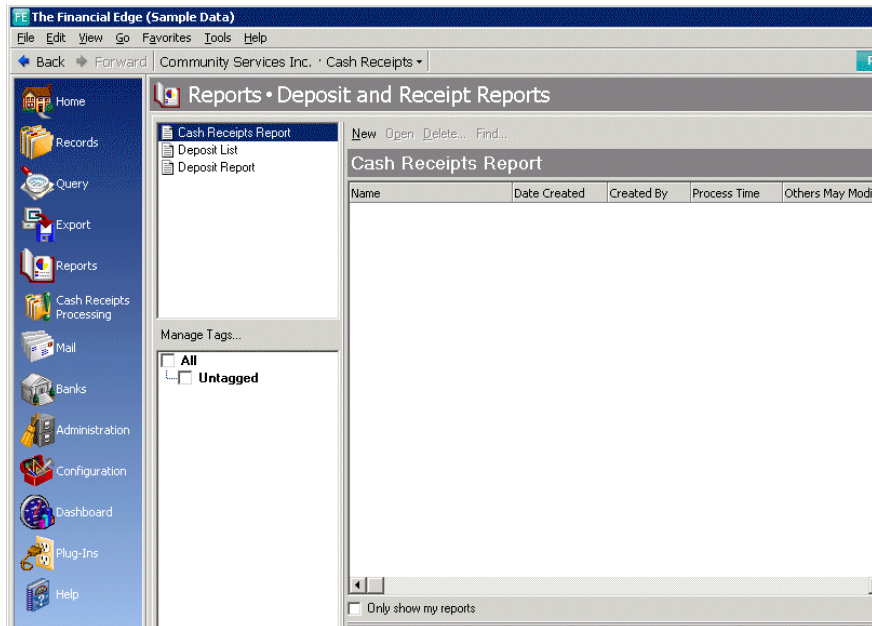 FE The Financial Edge (Sample Data)
File Edit View Go Favorites Tools Help
Back Forward Community Services Inc. · Cash Receipts
Home
Records
Query
Export
Reports
Cash Receipts
Processing
Mail
Banks
Administration
Configuration
Dashboard
Plug-Ins
Help
Reports • Deposit and Receipt Reports
Cash Receipts Report
Deposit List
Deposit Report
Manage Tags...
All
Untagged
New Open Delete... Find...
Cash Receipts Report
Name Date Created Created By Process Time Others May Modi
Only show my reports